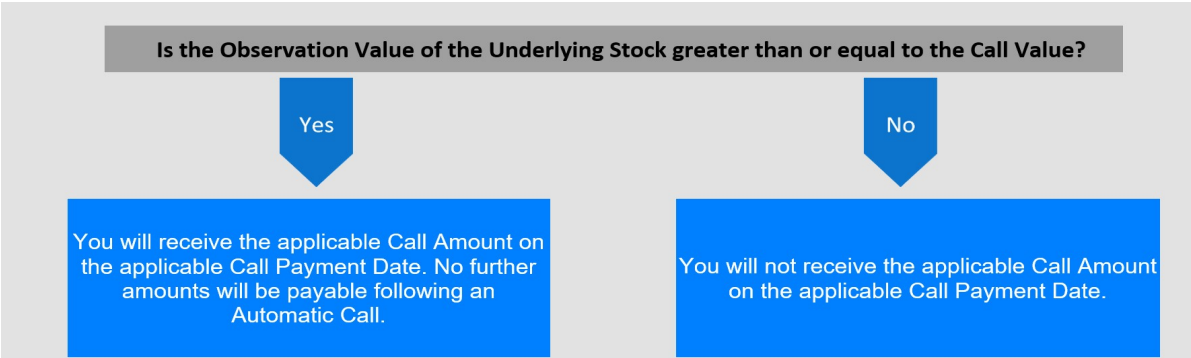 Is the Observation Value of the Underlying Stock greater than or equal to the Call Value?
Yes
No
You will receive the applicable Call Amount on
the applicable Call Payment Date. No further
amounts will be payable following an
Automatic Call.
You will not receive the applicable Call Amount
on the applicable Call Payment Date.